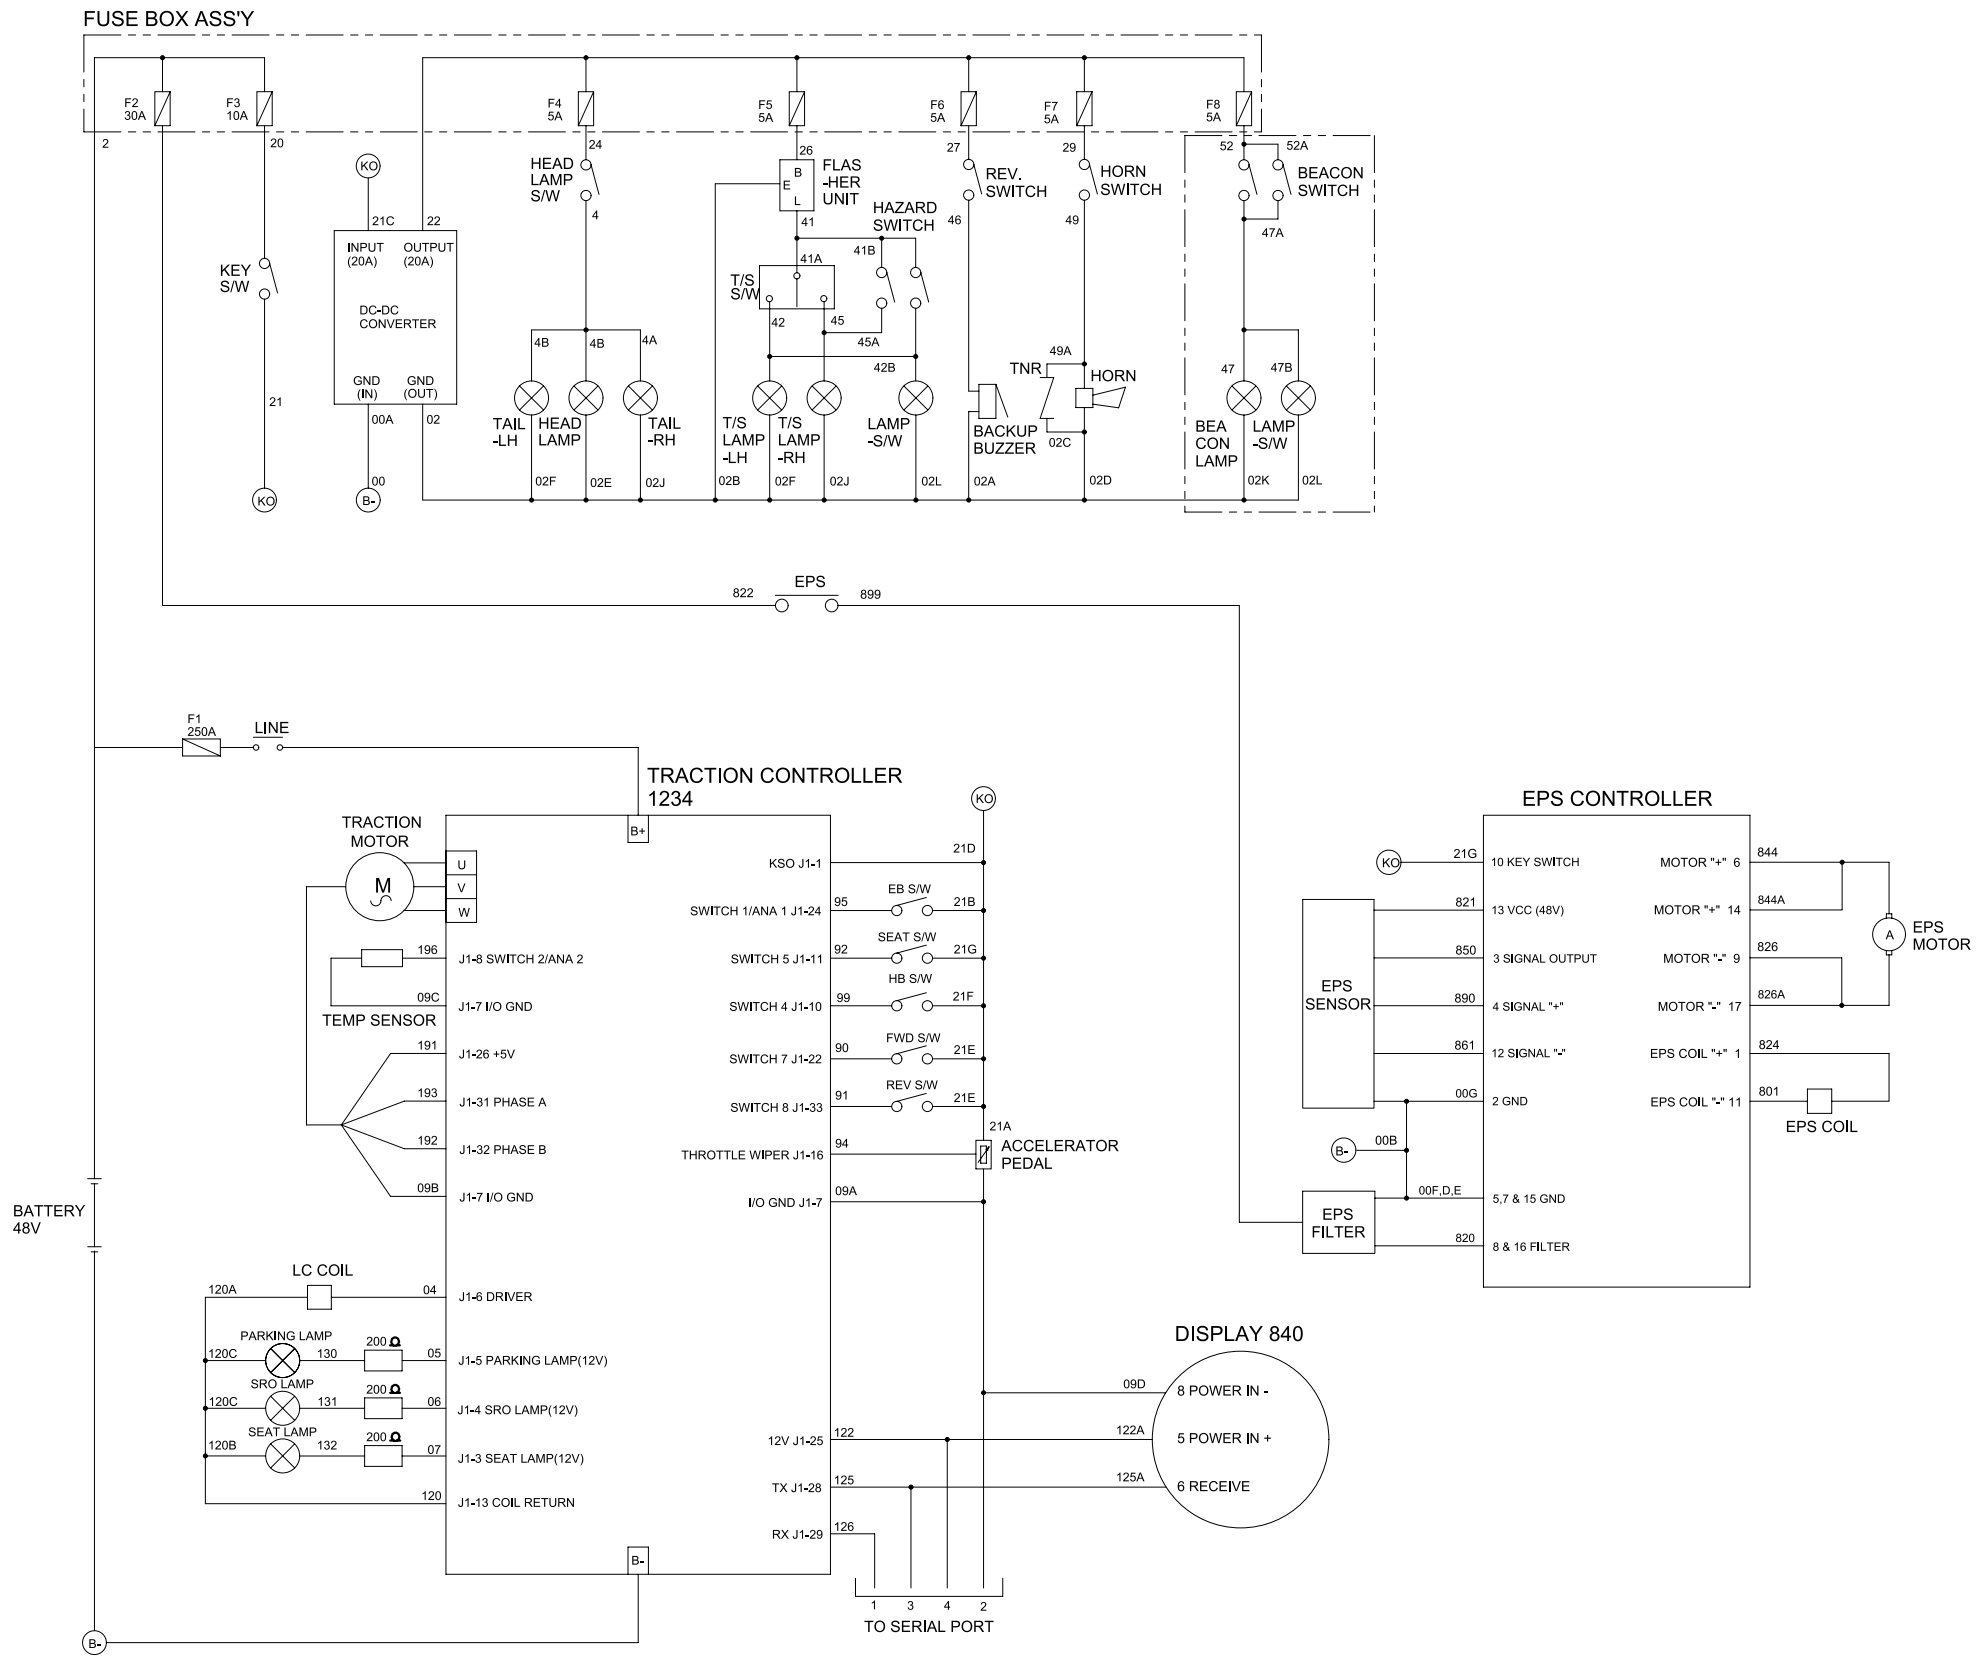 FUSE BOX ASS'Y
F2
30A
F3
10A
F4
5A
F5
5A
F6
5A
F7
5A
F8
5A
2
20
24
26
27
29
52
52A
KO
21C
22
INPUT
(20A)
OUTPUT
(20A)
DC-DC
CONVERTER
GND
(IN)
GND
(OUT)
00A
02
00
B-
KEY
S/W
21
KO
HEAD
LAMP
S/W
4
4B
4B
4A
TAIL
-LH
HEAD
LAMP
TAIL
-RH
02F
02E
02J
B
E
L
FLAS
-HER
UNIT
41
HAZARD
SWITCH
41B
41A
T/S
S/W
42
45
45A
42B
T/S
LAMP
-LH
T/S
LAMP
-RH
LAMP
-S/W
02B
02F
02J
02L
REV.
SWITCH
46
BACKUP
BUZZER
02A
HORN
SWITCH
49
49A
TNR
HORN
02C
02D
BEACON
SWITCH
47A
47
47B
BEA
CON
LAMP
LAMP
-S/W
02K
02L
822
EPS
899
F1
250A
LINE
TRACTION CONTROLLER
1234
B+
TRACTION
MOTOR
M
U
V
W
196
J1-8 SWITCH 2/ANA 2
09C
J1-7 I/O GND
TEMP SENSOR
191
J1-26 +5V
193
J1-31 PHASE A
192
J1-32 PHASE B
09B
J1-7 I/O GND
BATTERY
48V
LC COIL
120A
04
J1-6 DRIVER
PARKING LAMP
120C
130
200 Ω
05
J1-5 PARKING LAMP(12V)
SRO LAMP
120C
131
200 Ω
06
J1-4 SRO LAMP(12V)
SEAT LAMP
120B
132
200 Ω
07
J1-3 SEAT LAMP(12V)
120
J1-13 COIL RETURN
B-
B-
KO
KSO J1-1
21D
SWITCH 1/ANA 1 J1-24
95
EB S/W
21B
SWITCH 5 J1-11
92
SEAT S/W
21G
SWITCH 4 J1-10
99
HB S/W
21F
SWITCH 7 J1-22
90
FWD S/W
21E
SWITCH 8 J1-33
91
REV S/W
21E
21A
THROTTLE WIPER J1-16
94
ACCELERATOR
PEDAL
I/O GND J1-7
09A
12V J1-25
122
TX J1-28
125
RX J1-29
126
1
3
4
2
TO SERIAL PORT
DISPLAY 840
09D
8 POWER IN -
122A
5 POWER IN +
125A
6 RECEIVE
EPS CONTROLLER
KO
21G
10 KEY SWITCH
821
13 VCC (48V)
850
3 SIGNAL OUTPUT
890
4 SIGNAL "+"
861
12 SIGNAL "-"
00G
2 GND
EPS
SENSOR
B-
00B
00F,D,E
5,7 & 15 GND
EPS
FILTER
820
8 & 16 FILTER
MOTOR "+" 6
844
MOTOR "+" 14
844A
MOTOR "-" 9
826
MOTOR "-" 17
826A
A
EPS
MOTOR
EPS COIL "+" 1
824
EPS COIL "-" 11
801
EPS COIL